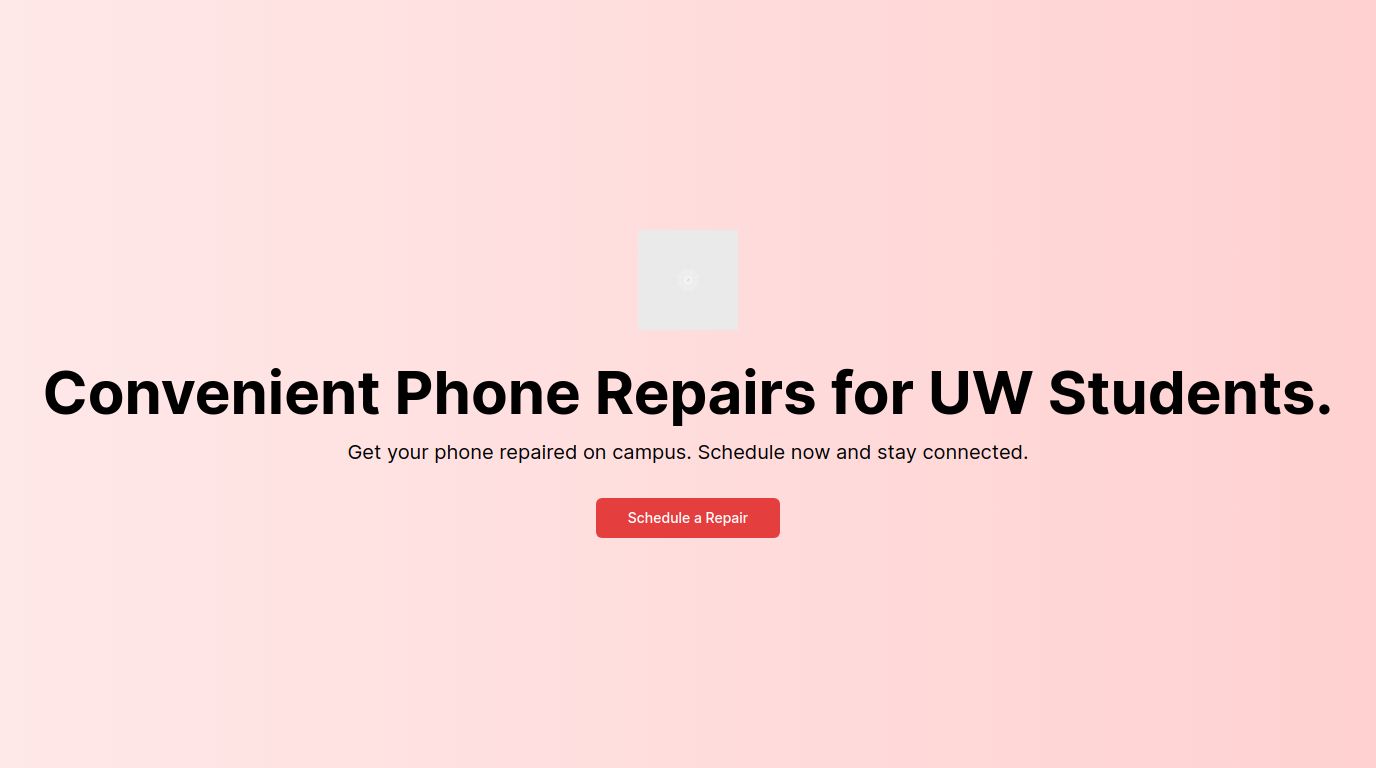 Convenient Phone Repairs for UW Students.
Get your phone repaired on campus. Schedule now and stay connected.
Schedule a Repair